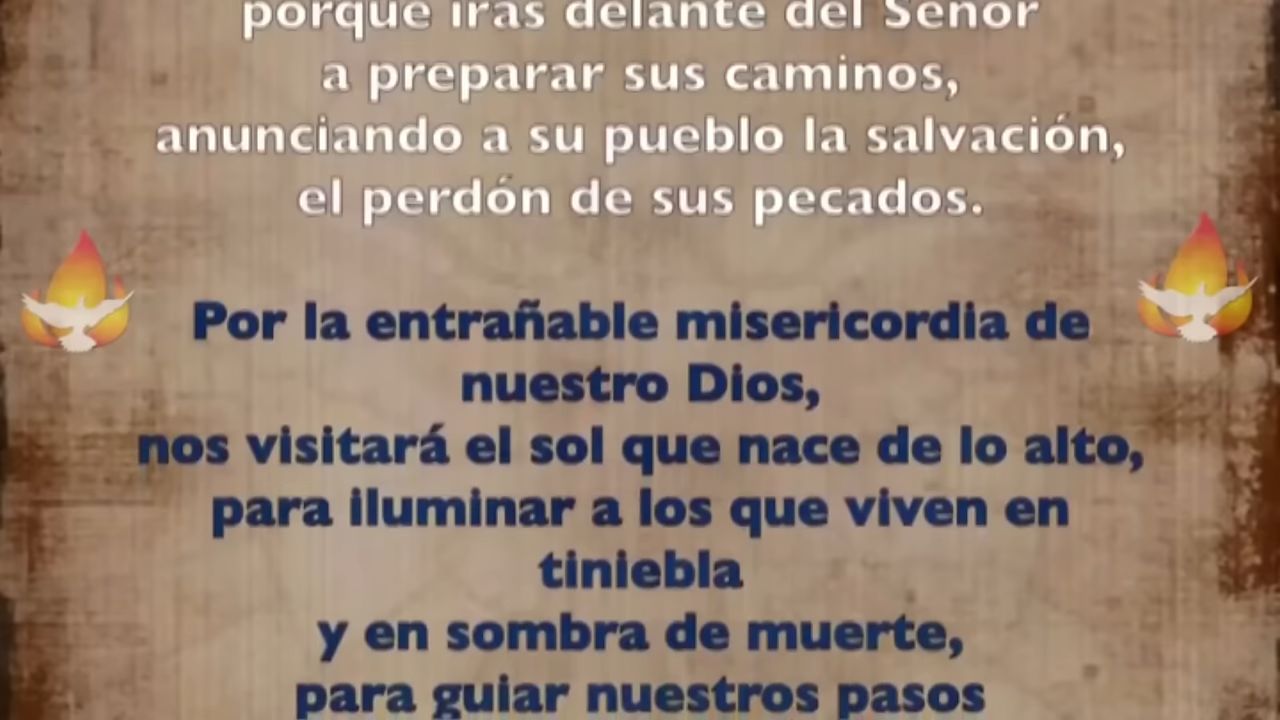 porque irás delante del Señor
a preparar sus caminos,
anunciando a su pueblo la salvación,
el perdón de sus pecados.
Por la entrañable misericordia de
nuestro Dios,
nos visitará el sol que nace de lo alto,
para iluminar a los que viven en
tiniebla
y en sombra de muerte,
para guiar nuestros pasos